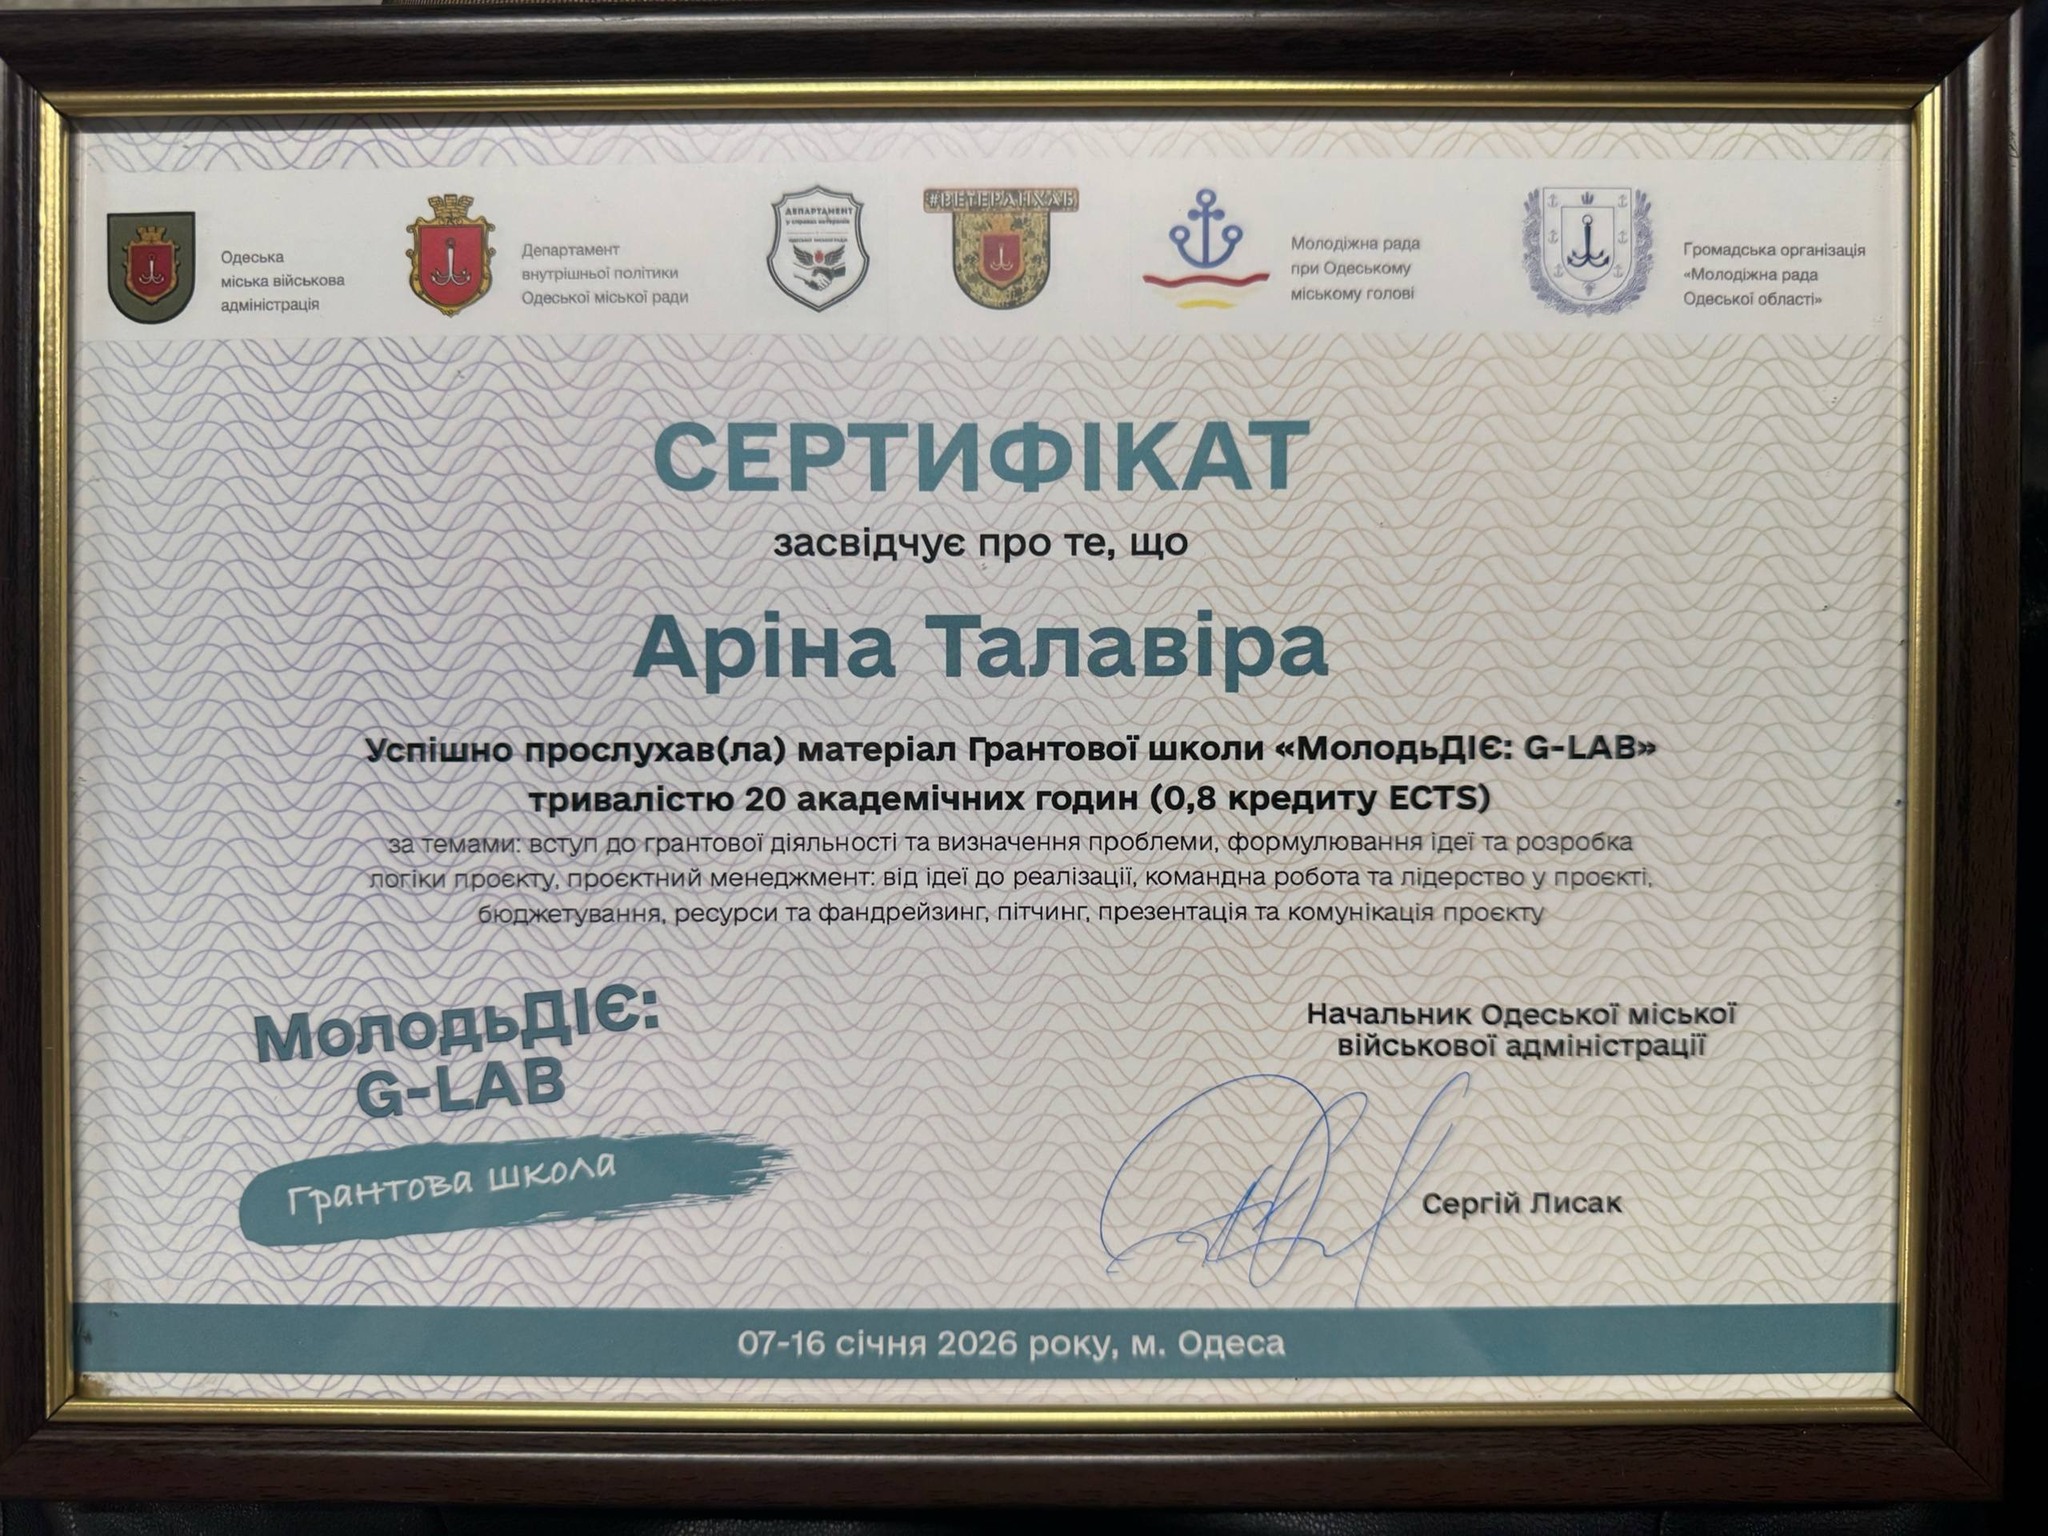 Одеська
міська військова
адміністрація
Департамент
внутрішньої політики
Одеської міської ради
ДЕПАРТАМЕНТ
у справах ветеранів
#ВЕТЕРАНХАБ
Молодіжна рада
при Одеському
міському голові
Громадська організація
«Молодіжна рада
Одеської області»
СЕРТИФІКАТ
засвідчує про те, що
Аріна Талавіра
Успішно прослухав(ла) матеріал Грантової школи «МолодьДІЄ: G-LAB»
тривалістю 20 академічних годин (0,8 кредиту ECTS)
за темами: вступ до грантової діяльності та визначення проблеми, формулювання ідеї та розробка
логіки проєкту, проєктний менеджмент: від ідеї до реалізації, командна робота та лідерство у проєкті,
бюджетування, ресурси та фандрейзинг, пітчинг, презентація та комунікація проєкту
МолодьДІЄ:
G-LAB
Грантова школа
Начальник Одеської міської
військової адміністрації
Сергій Лисак
07-16 січня 2026 року, м. Одеса